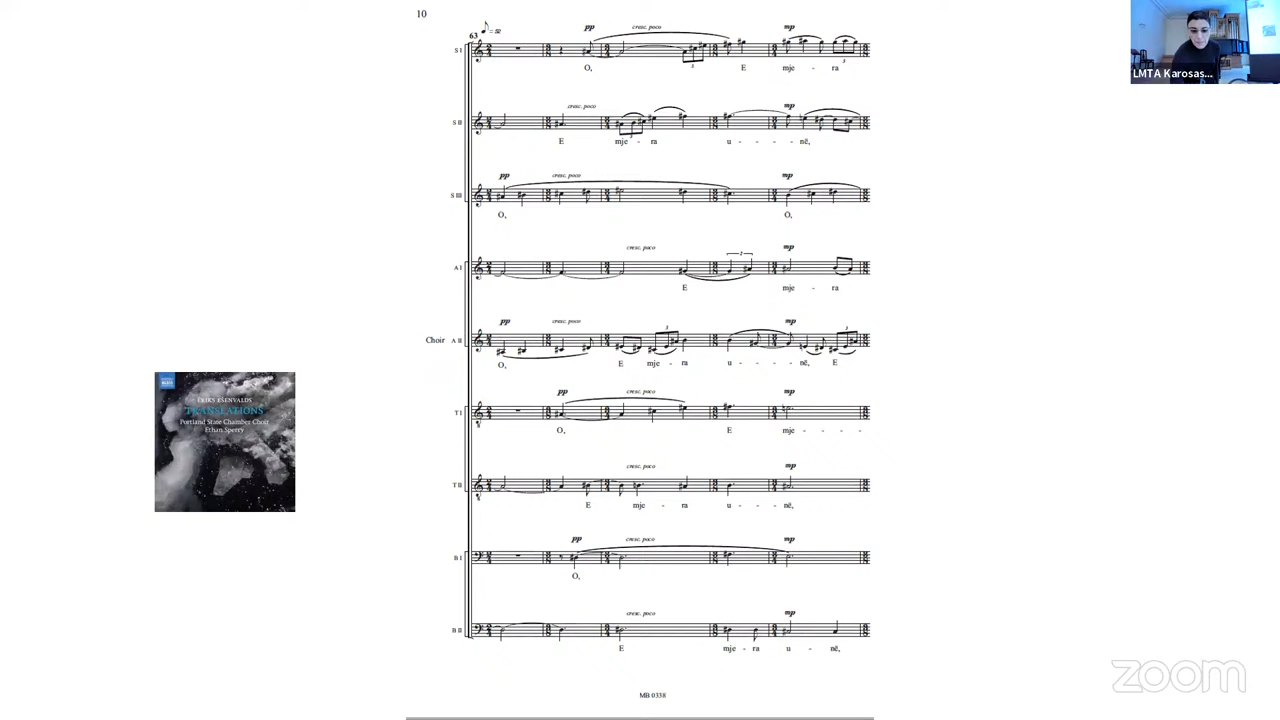 10
63 = 52
pp cresc. poco mp
S I
O, E mje - ra
cresc. poco mp
S II
E mje - ra u - - - - nē,
pp cresc. poco mp
S III
O, O,
cresc. poco mp
A I
E mje - ra
pp cresc. poco mp
Choir A II
O, E mje - ra u - - - - nē, E
pp cresc. poco mp
T I
O, E mje - - - -
cresc. poco mp
T II
E mje - ra u - - - nē,
pp cresc. poco mp
B I
O,
cresc. poco mp
B II
E mje - ra u - nē,
MB 0338
LMTA Karosas...
ĒRIKS EŠENVALDS
TRANSLATIONS
Portland State Chamber Choir
Ethan Sperry
zoom